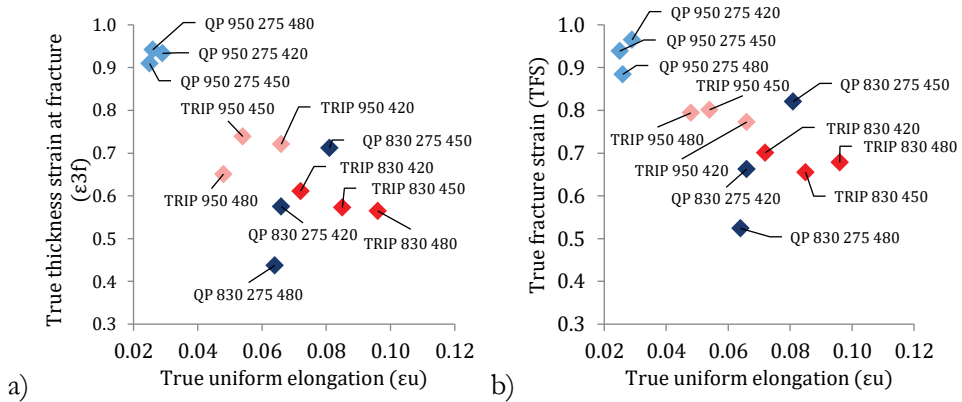 1.0
0.9
0.8
0.7
0.6
0.5
0.4
0.3
0.02
0.04
0.06
0.08
0.10
0.12
True thickness strain at fracture
(ε3f)
True uniform elongation (εu)
QP 950 275 480
QP 950 275 420
QP 950 275 450
TRIP 950 450
TRIP 950 420
QP 830 275 450
TRIP 830 420
TRIP 830 450
TRIP 950 480
QP 830 275 420
TRIP 830 480
QP 830 275 480
a)
1.0
0.9
0.8
0.7
0.6
0.5
0.4
0.3
0.02
0.04
0.06
0.08
0.10
0.12
True fracture strain (TFS)
True uniform elongation (εu)
QP 950 275 420
QP 950 275 450
QP 950 275 480
TRIP 950 450
QP 830 275 450
TRIP 950 480
TRIP 830 420
TRIP 830 480
TRIP 950 420
QP 830 275 420
TRIP 830 450
QP 830 275 480
b)